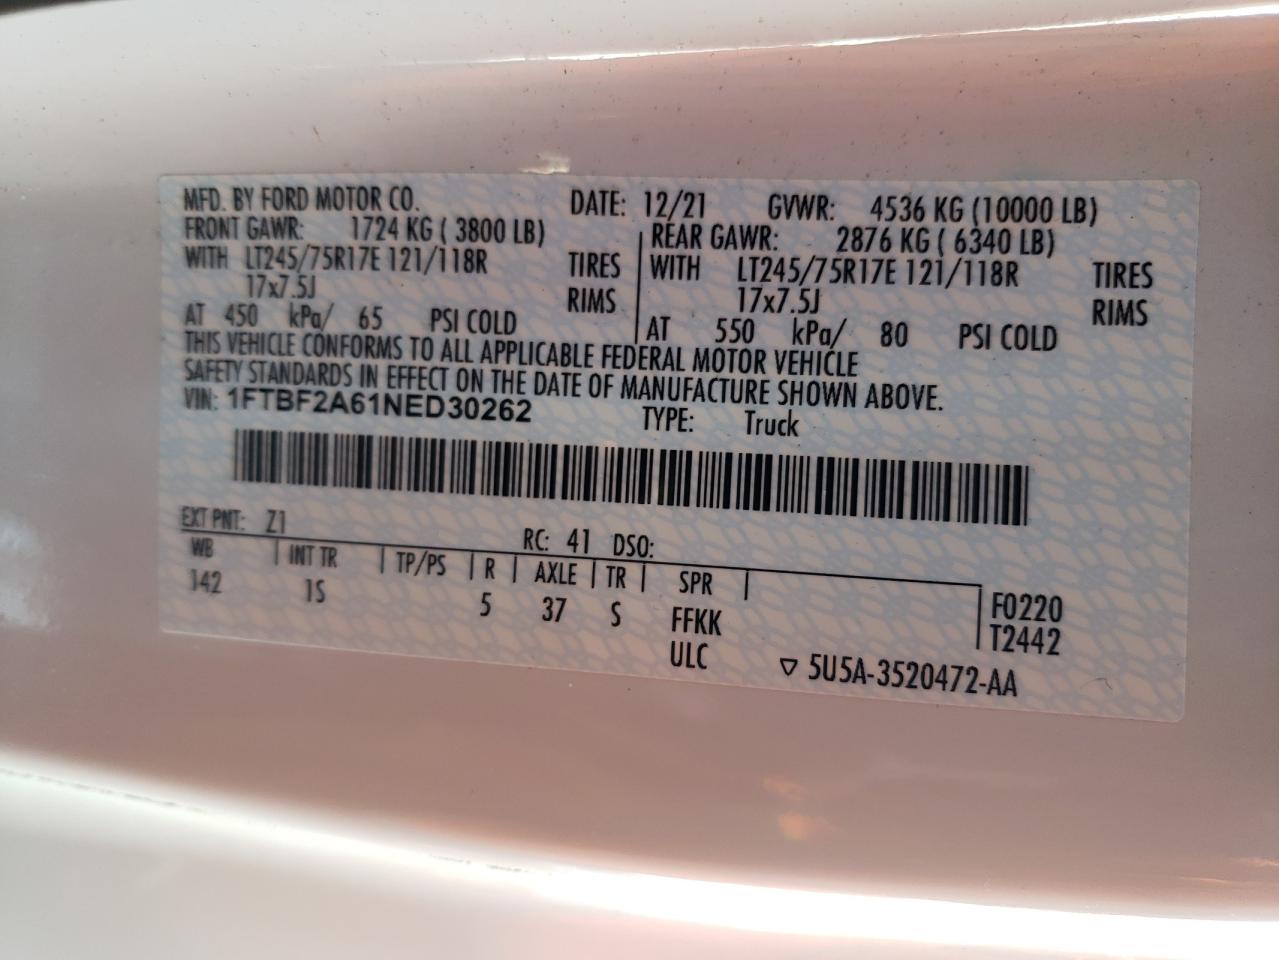 MFD. BY FORD MOTOR CO. DATE: 12/21 GVWR: 4536 KG (10000 LB)
FRONT GAWR: 1724 KG ( 3800 LB) REAR GAWR: 2876 KG ( 6340 LB)
WITH LT245/75R17E 121/118R TIRES WITH LT245/75R17E 121/118R TIRES
17x7.5J RIMS 17x7.5J RIMS
AT 450 kPa/ 65 PSI COLD AT 550 kPa/ 80 PSI COLD
THIS VEHICLE CONFORMS TO ALL APPLICABLE FEDERAL MOTOR VEHICLE
SAFETY STANDARDS IN EFFECT ON THE DATE OF MANUFACTURE SHOWN ABOVE.
VIN: 1FTBF2A61NED30262 TYPE: Truck
EXT PNT: Z1 RC: 41 DSO:
WB INT TR TP/PS R AXLE TR SPR
142 1S 5 37 S FFKK F0220
ULC T2442
▽ 5U5A-3520472-AA